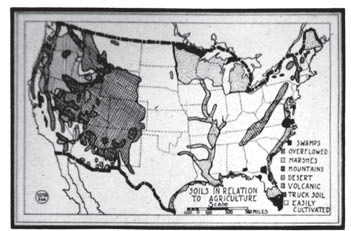 SOILS IN RELATION
TO AGRICULTURE
Scale
MILES
SWAMPS
OVERFLOWED
MARSHES
MOUNTAINS
DESERT
VOLCANIC
TRUCK SOIL
EASILY
CULTIVATED